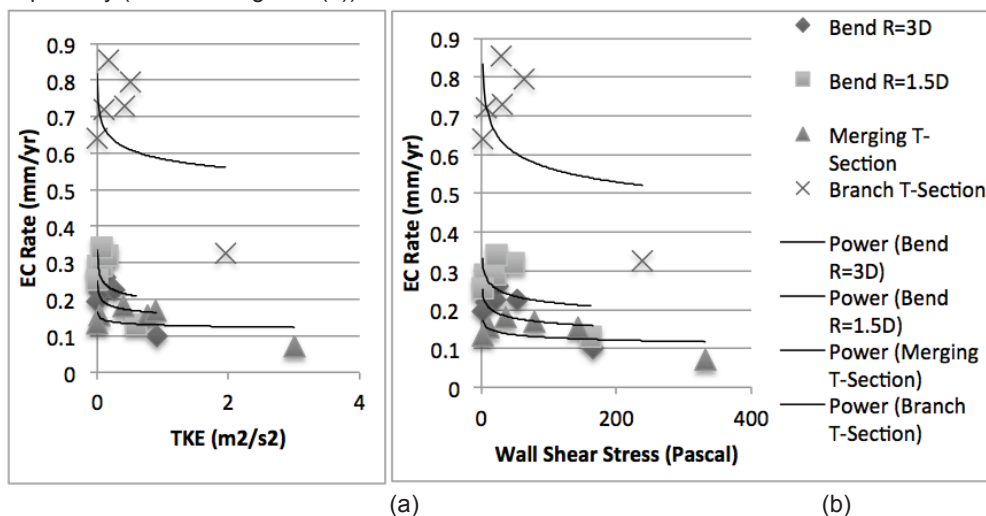 0.9
0.8
0.7
0.6
0.5
0.4
0.3
0.2
0.1
0
EC Rate (mm/yr)
0 2 4
TKE (m2/s2)
0.9
0.8
0.7
0.6
0.5
0.4
0.3
0.2
0.1
0
EC Rate (mm/yr)
0 200 400
Wall Shear Stress (Pascal)
Bend R=3D
Bend R=1.5D
Merging T-
Section
Branch T-Section
Power (Bend
R=3D)
Power (Bend
R=1.5D)
Power (Merging
T-Section)
Power (Branch
T-Section)
(a) (b)